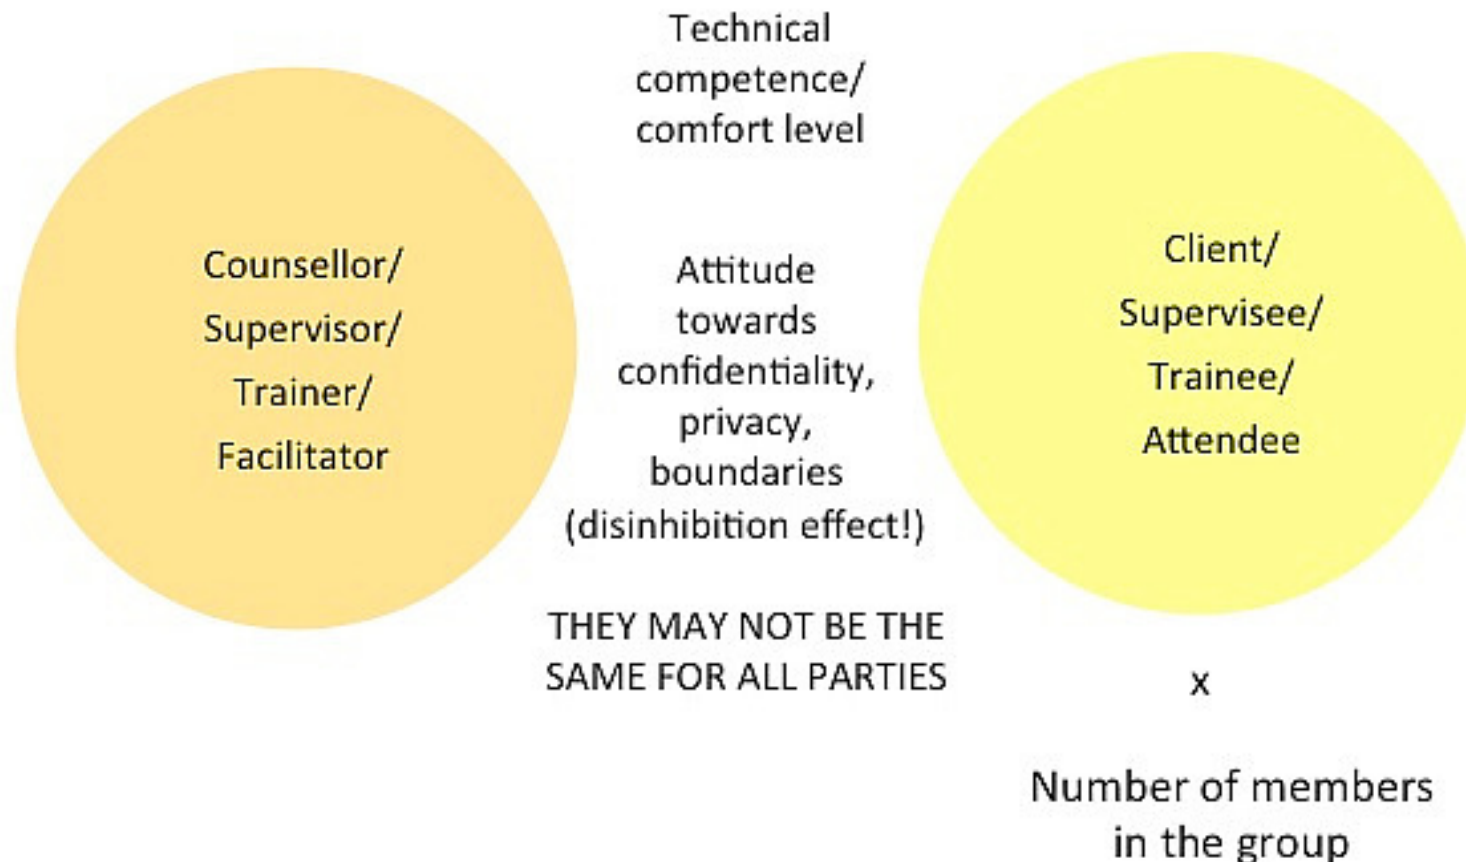 Technical
competence/
comfort level
Counsellor/
Supervisor/
Trainer/
Facilitator
Attitude
towards
confidentiality,
privacy,
boundaries
(disinhibition effect!)
THEY MAY NOT BE THE
SAME FOR ALL PARTIES
Client/
Supervisee/
Trainee/
Attendee
x
Number of members
in the group